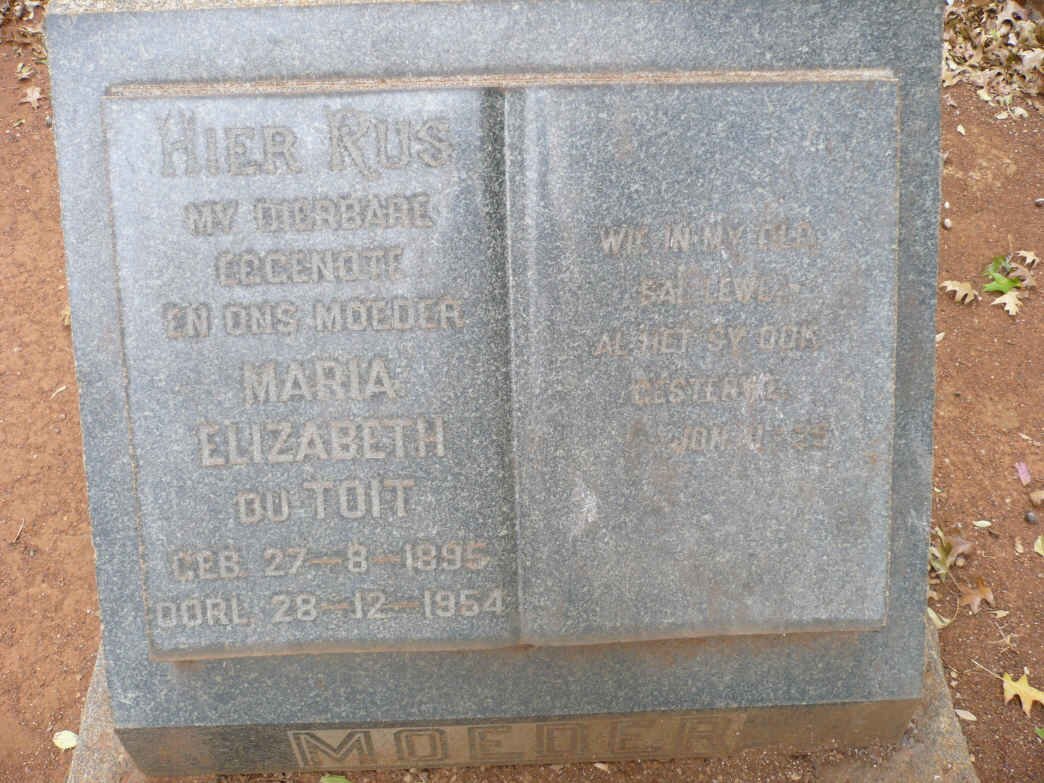 HIER RUS
MY DIERBARE
EGGENOTE
EN ONS MOEDER
MARIA
ELIZABETH
DU TOIT
GEB. 27-8-1895
OORL. 28-12-1954
WIE IN MY GLO,
SAL LEWE,
AL HET SY OOK
GESTERWE.
JOH. 11-25
MOEDER